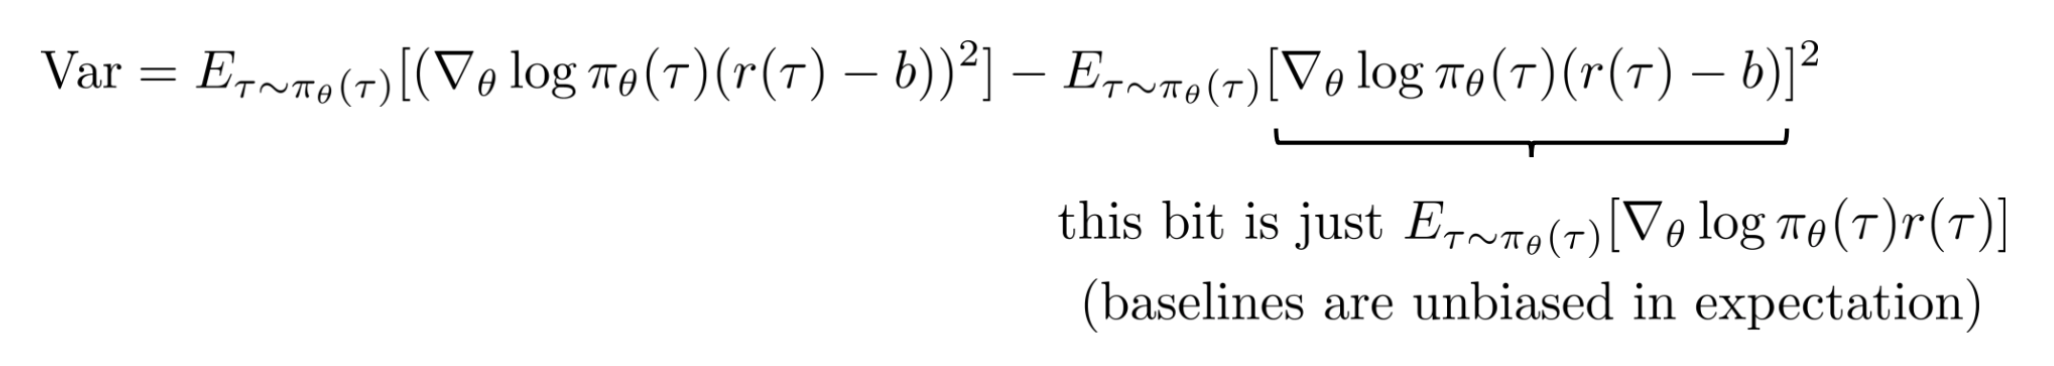 Var = E_{τ∼π_θ(τ)}[(∇_θ log π_θ(τ)(r(τ) − b))²] − E_{τ∼π_θ(τ)}[∇_θ log π_θ(τ)(r(τ) − b)]²
this bit is just E_{τ∼π_θ(τ)}[∇_θ log π_θ(τ)r(τ)]
(baselines are unbiased in expectation)